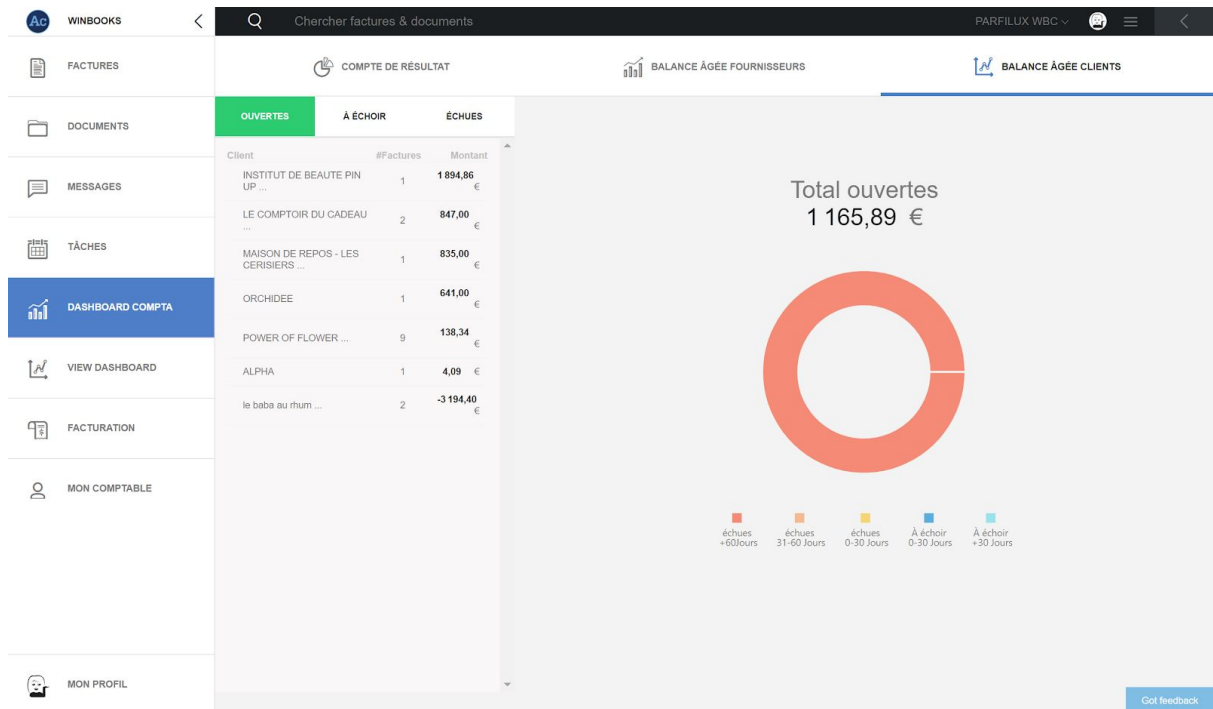 Ac WINBOOKS
Chercher factures & documents
PARFILUX WBC
FACTURES
DOCUMENTS
MESSAGES
TÂCHES
DASHBOARD COMPTA
VIEW DASHBOARD
FACTURATION
MON COMPTABLE
MON PROFIL
COMPTE DE RÉSULTAT
BALANCE ÂGÉE FOURNISSEURS
BALANCE ÂGÉE CLIENTS
OUVERTES À ÉCHOIR ÉCHUES
Client #Factures Montant
INSTITUT DE BEAUTE PIN 1 1 894,86
UP ... €
LE COMPTOIR DU CADEAU 2 847,00
... €
MAISON DE REPOS - LES 1 835,00
CERISIERS ... €
ORCHIDEE 1 641,00
€
POWER OF FLOWER ... 9 138,34
€
ALPHA 1 4,09 €
le baba au rhum ... 2 -3 194,40
€
Total ouvertes
1 165,89 €
échues
+60Jours
échues
31-60 Jours
échues
0-30 Jours
À échoir
0-30 Jours
À échoir
+30 Jours
Got feedback